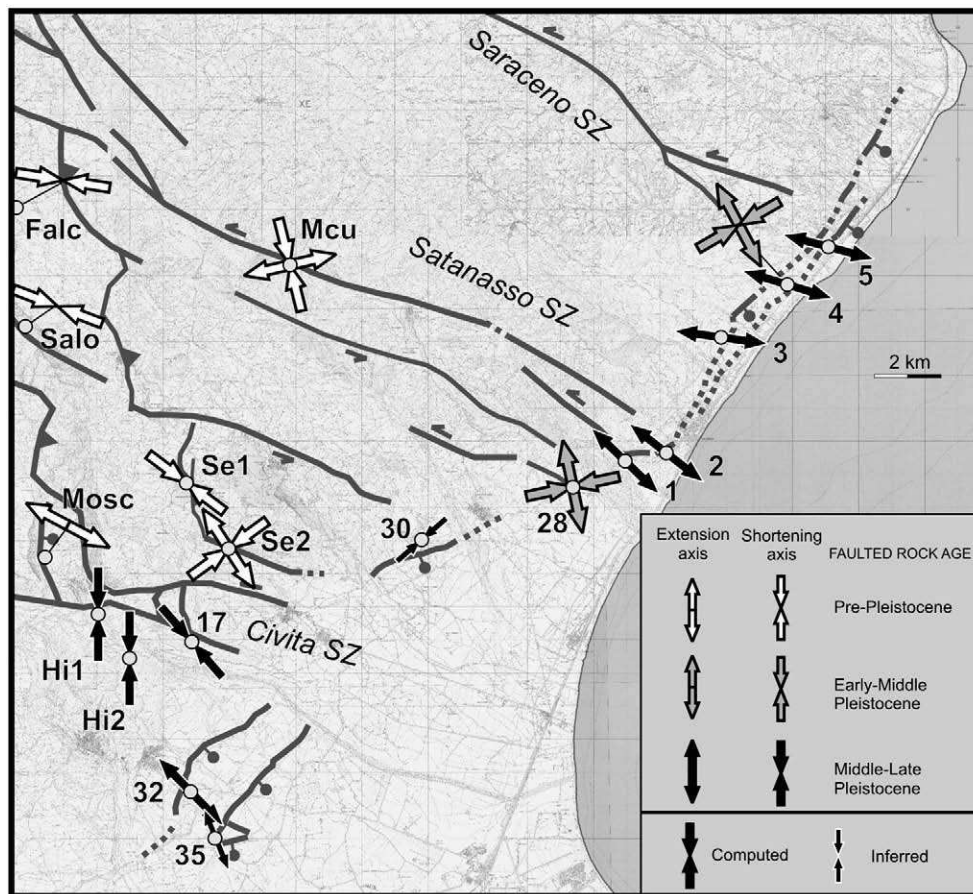 Saraceno SZ
Falc
Mcu
Satanasso SZ
5
4
Salo
3
2 km
Se1
2
1
Mosc
28
30
Se2
17
Civita SZ
Hi1
Hi2
32
35
Extension axis
Shortening axis
FAULTED ROCK AGE
Pre-Pleistocene
Early-Middle
Pleistocene
Middle-Late
Pleistocene
Computed
Inferred